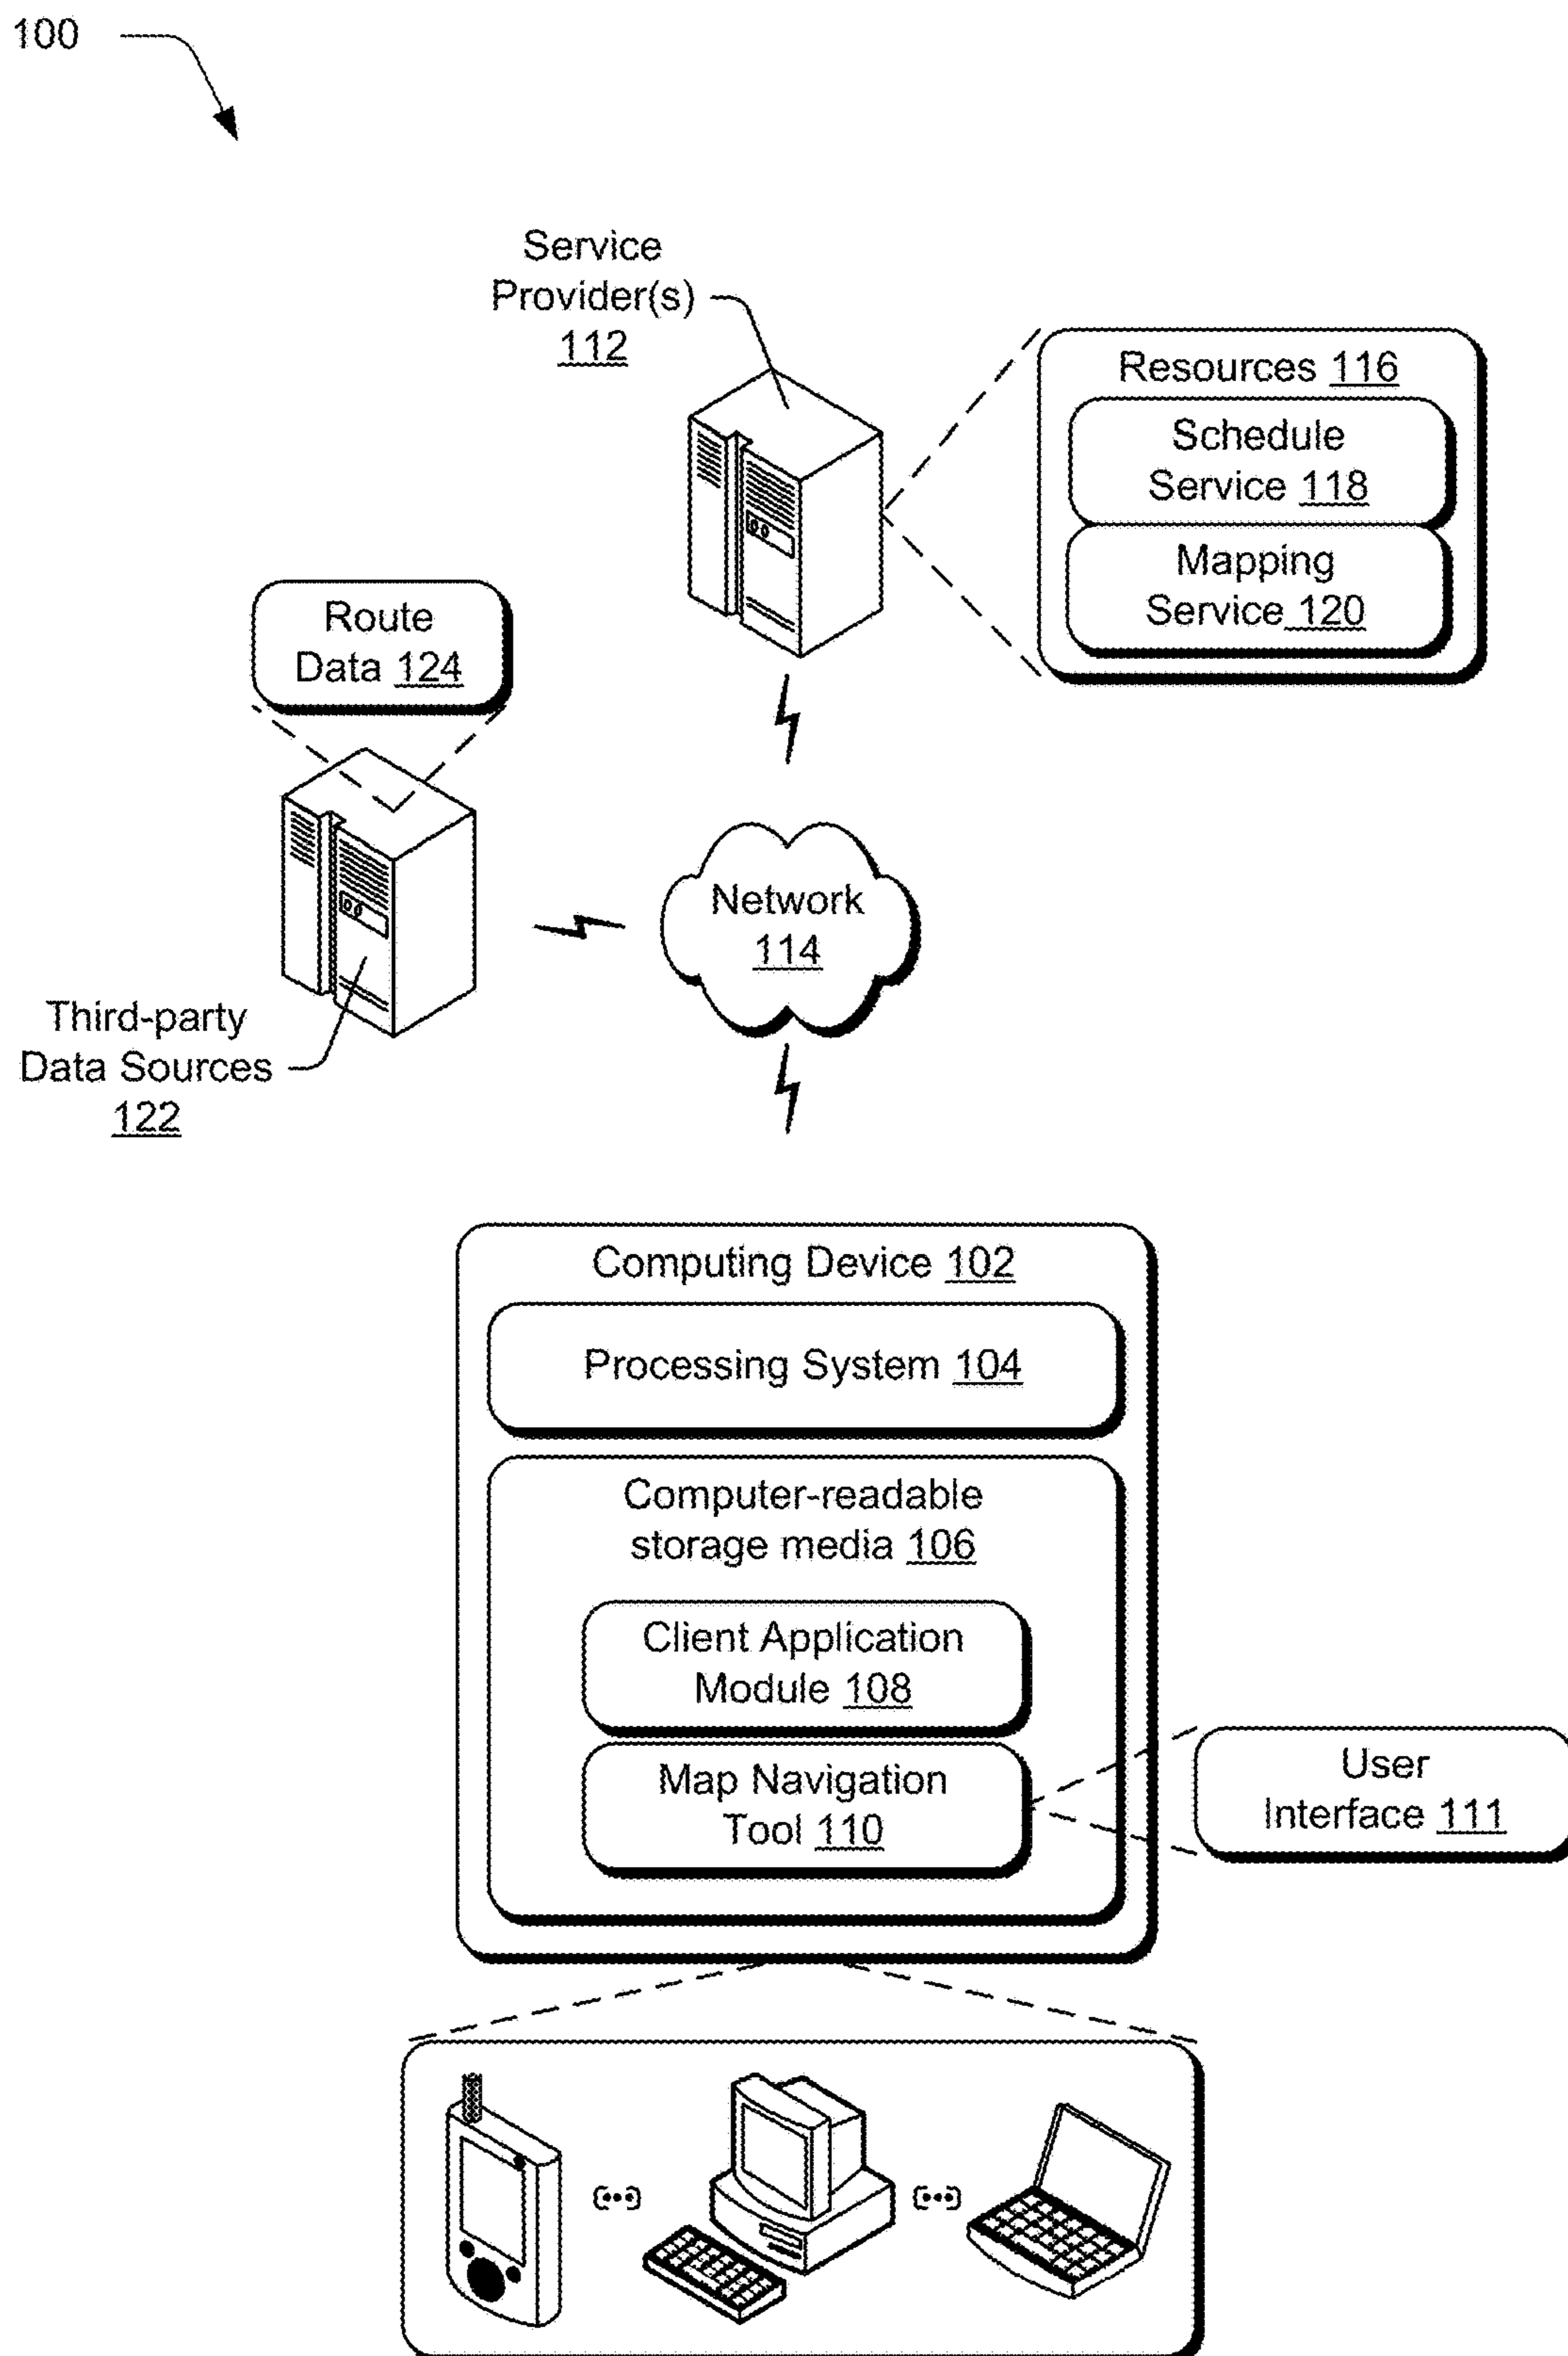 100
Service
Provider(s)
112
Resources 116
Schedule
Service 118
Mapping
Service 120
Route
Data 124
Network
114
Third-party
Data Sources
122
Computing Device 102
Processing System 104
Computer-readable
storage media 106
Client Application
Module 108
Map Navigation
Tool 110
User
Interface 111